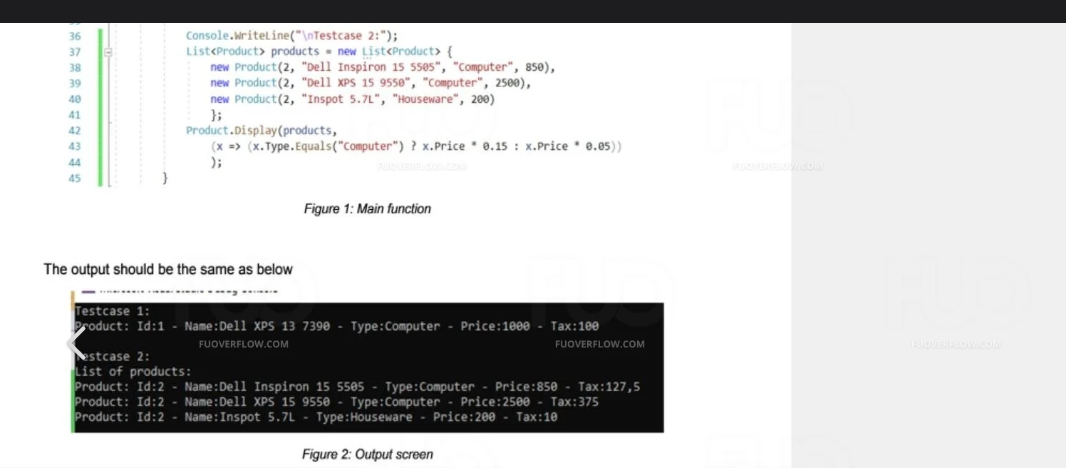 36 Console.WriteLine("\nTestcase 2:");
37 List<Product> products = new List<Product> {
38 new Product(2, "Dell Inspiron 15 5505", "Computer", 850),
39 new Product(2, "Dell XPS 15 9550", "Computer", 2500),
40 new Product(2, "Inspot 5.7L", "Houseware", 200)
41 };
42 Product.Display(products,
43 (x => (x.Type.Equals("Computer") ? x.Price * 0.15 : x.Price * 0.05))
44 );
45 }
FUOVERFLOW.COM FUOVERFLOW.COM
Figure 1: Main function
The output should be the same as below
Testcase 1:
Product: Id:1 - Name:Dell XPS 13 7390 - Type:Computer - Price:1000 - Tax:100
FUOVERFLOW.COM FUOVERFLOW.COM FUOVERFLOW.COM
Testcase 2:
List of products:
Product: Id:2 - Name:Dell Inspiron 15 5505 - Type:Computer - Price:850 - Tax:127,5
Product: Id:2 - Name:Dell XPS 15 9550 - Type:Computer - Price:2500 - Tax:375
Product: Id:2 - Name:Inspot 5.7L - Type:Houseware - Price:200 - Tax:10
Figure 2: Output screen